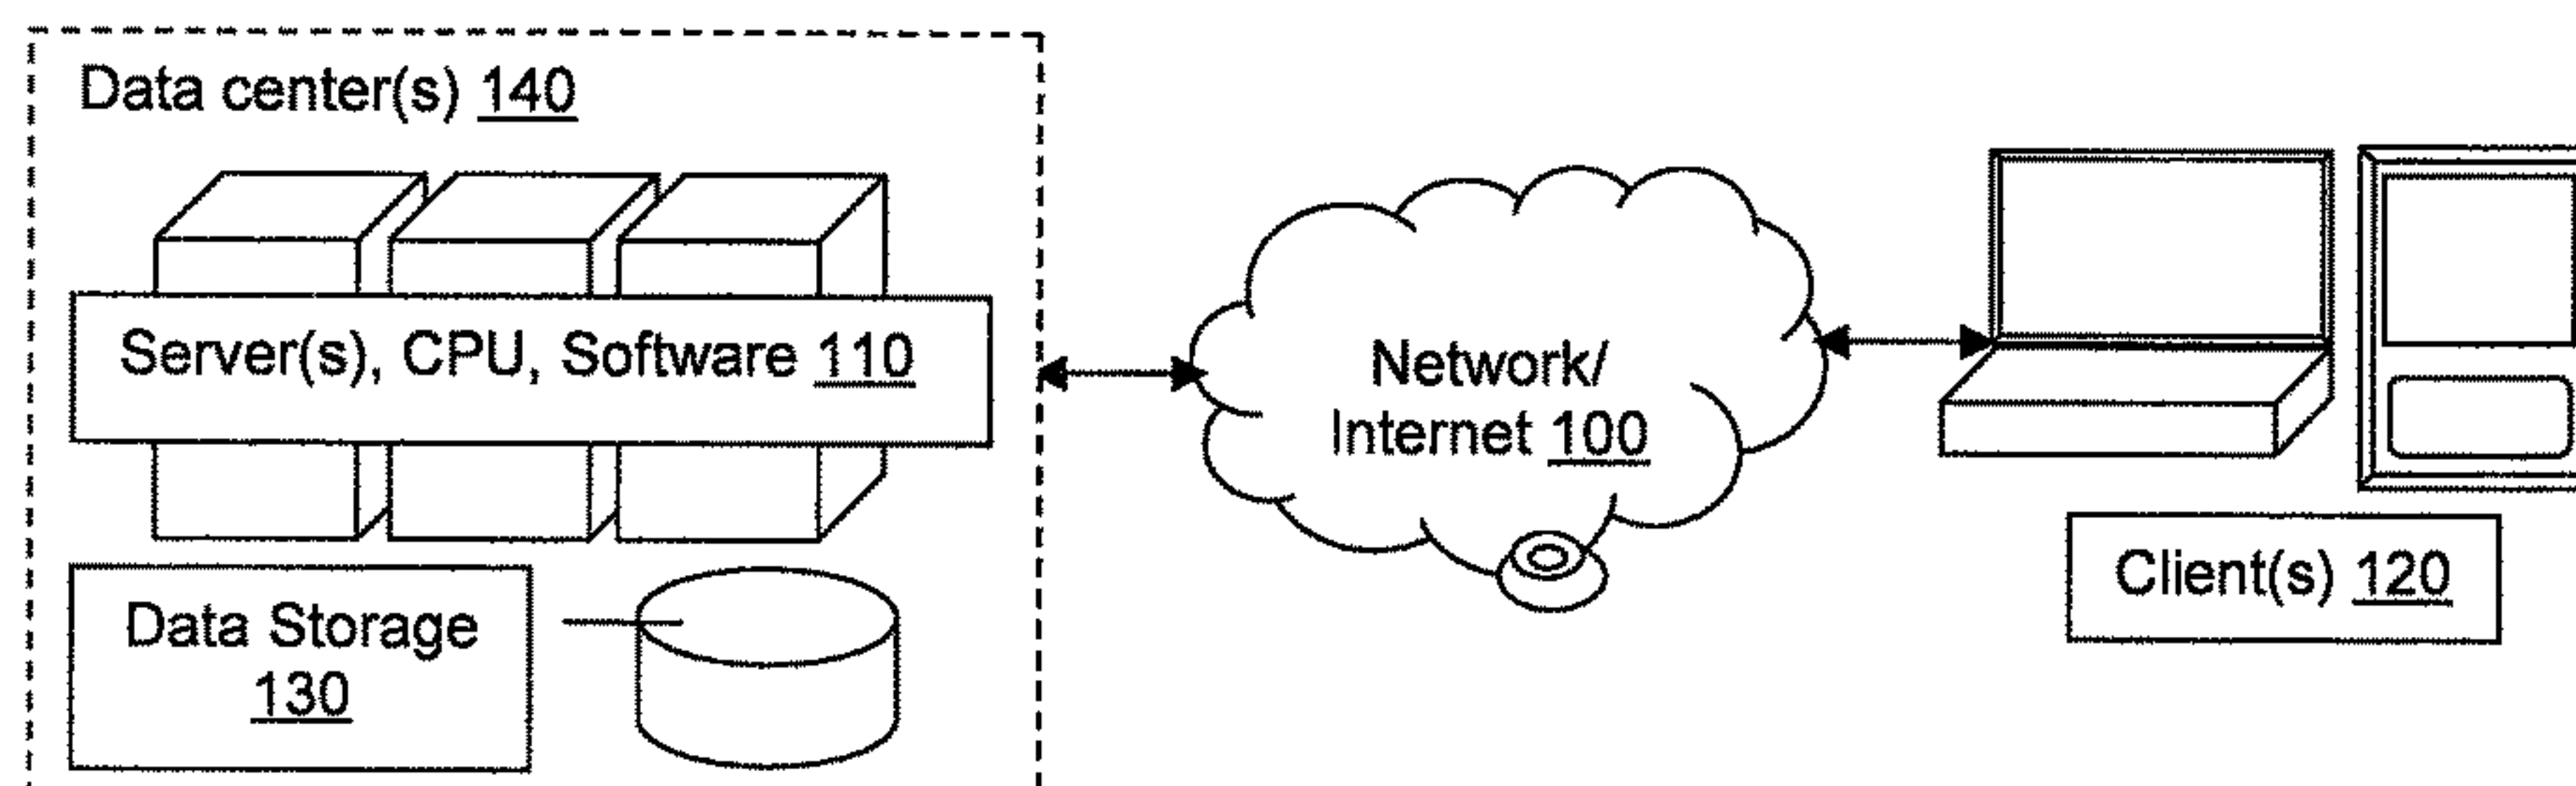 Data center(s) 140
Server(s), CPU, Software 110
Data Storage
130
Network/
Internet 100
Client(s) 120